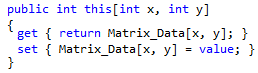 public int this[int x, int y]
{
get { return Matrix_Data[x, y]; }
set { Matrix_Data[x, y] = value; }
}